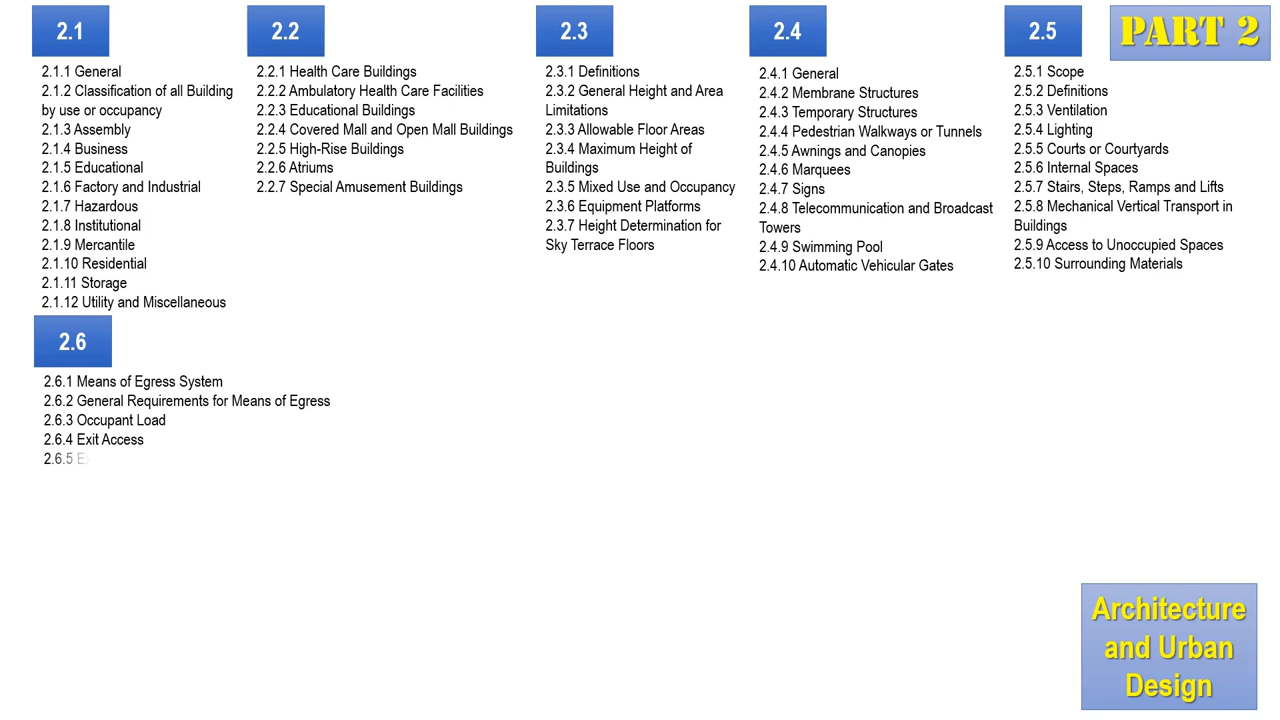 PART 2
2.1
2.1.1 General
2.1.2 Classification of all Building
by use or occupancy
2.1.3 Assembly
2.1.4 Business
2.1.5 Educational
2.1.6 Factory and Industrial
2.1.7 Hazardous
2.1.8 Institutional
2.1.9 Mercantile
2.1.10 Residential
2.1.11 Storage
2.1.12 Utility and Miscellaneous
2.2
2.2.1 Health Care Buildings
2.2.2 Ambulatory Health Care Facilities
2.2.3 Educational Buildings
2.2.4 Covered Mall and Open Mall Buildings
2.2.5 High-Rise Buildings
2.2.6 Atriums
2.2.7 Special Amusement Buildings
2.3
2.3.1 Definitions
2.3.2 General Height and Area
Limitations
2.3.3 Allowable Floor Areas
2.3.4 Maximum Height of
Buildings
2.3.5 Mixed Use and Occupancy
2.3.6 Equipment Platforms
2.3.7 Height Determination for
Sky Terrace Floors
2.4
2.4.1 General
2.4.2 Membrane Structures
2.4.3 Temporary Structures
2.4.4 Pedestrian Walkways or Tunnels
2.4.5 Awnings and Canopies
2.4.6 Marquees
2.4.7 Signs
2.4.8 Telecommunication and Broadcast
Towers
2.4.9 Swimming Pool
2.4.10 Automatic Vehicular Gates
2.5
2.5.1 Scope
2.5.2 Definitions
2.5.3 Ventilation
2.5.4 Lighting
2.5.5 Courts or Courtyards
2.5.6 Internal Spaces
2.5.7 Stairs, Steps, Ramps and Lifts
2.5.8 Mechanical Vertical Transport in
Buildings
2.5.9 Access to Unoccupied Spaces
2.5.10 Surrounding Materials
2.6
2.6.1 Means of Egress System
2.6.2 General Requirements for Means of Egress
2.6.3 Occupant Load
2.6.4 Exit Access
2.6.5
Architecture
and Urban
Design